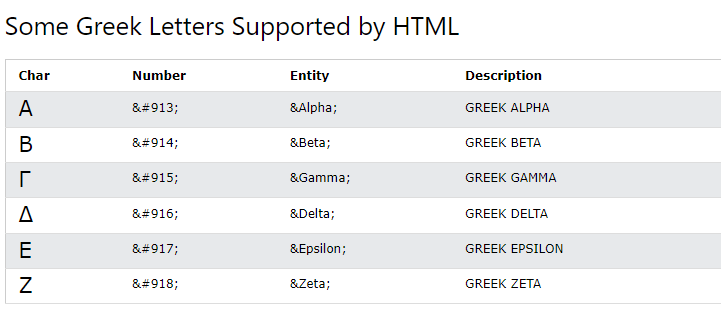 Some Greek Letters Supported by HTML
Char Number Entity Description
Α &#913; &Alpha; GREEK ALPHA
Β &#914; &Beta; GREEK BETA
Γ &#915; &Gamma; GREEK GAMMA
Δ &#916; &Delta; GREEK DELTA
Ε &#917; &Epsilon; GREEK EPSILON
Ζ &#918; &Zeta; GREEK ZETA